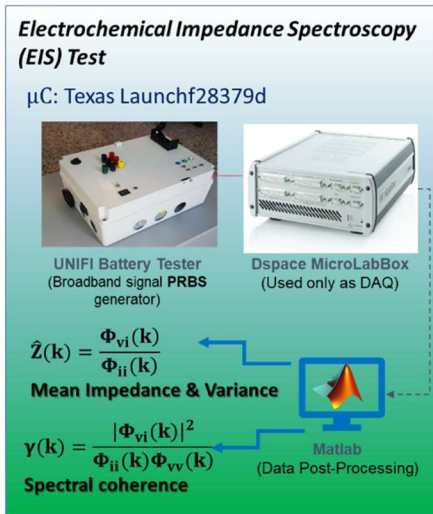 Electrochemical Impedance Spectroscopy
(EIS) Test
μC: Texas Launchf28379d
UNIFI Battery Tester
(Broadband signal PRBS
generator)
Dspace MicroLabBox
(Used only as DAQ)
Ẑ(k) = Φvi(k) / Φii(k)
Mean Impedance & Variance
γ(k) = |Φvi(k)|² / Φii(k)Φvv(k)
Spectral coherence
Matlab
(Data Post-Processing)